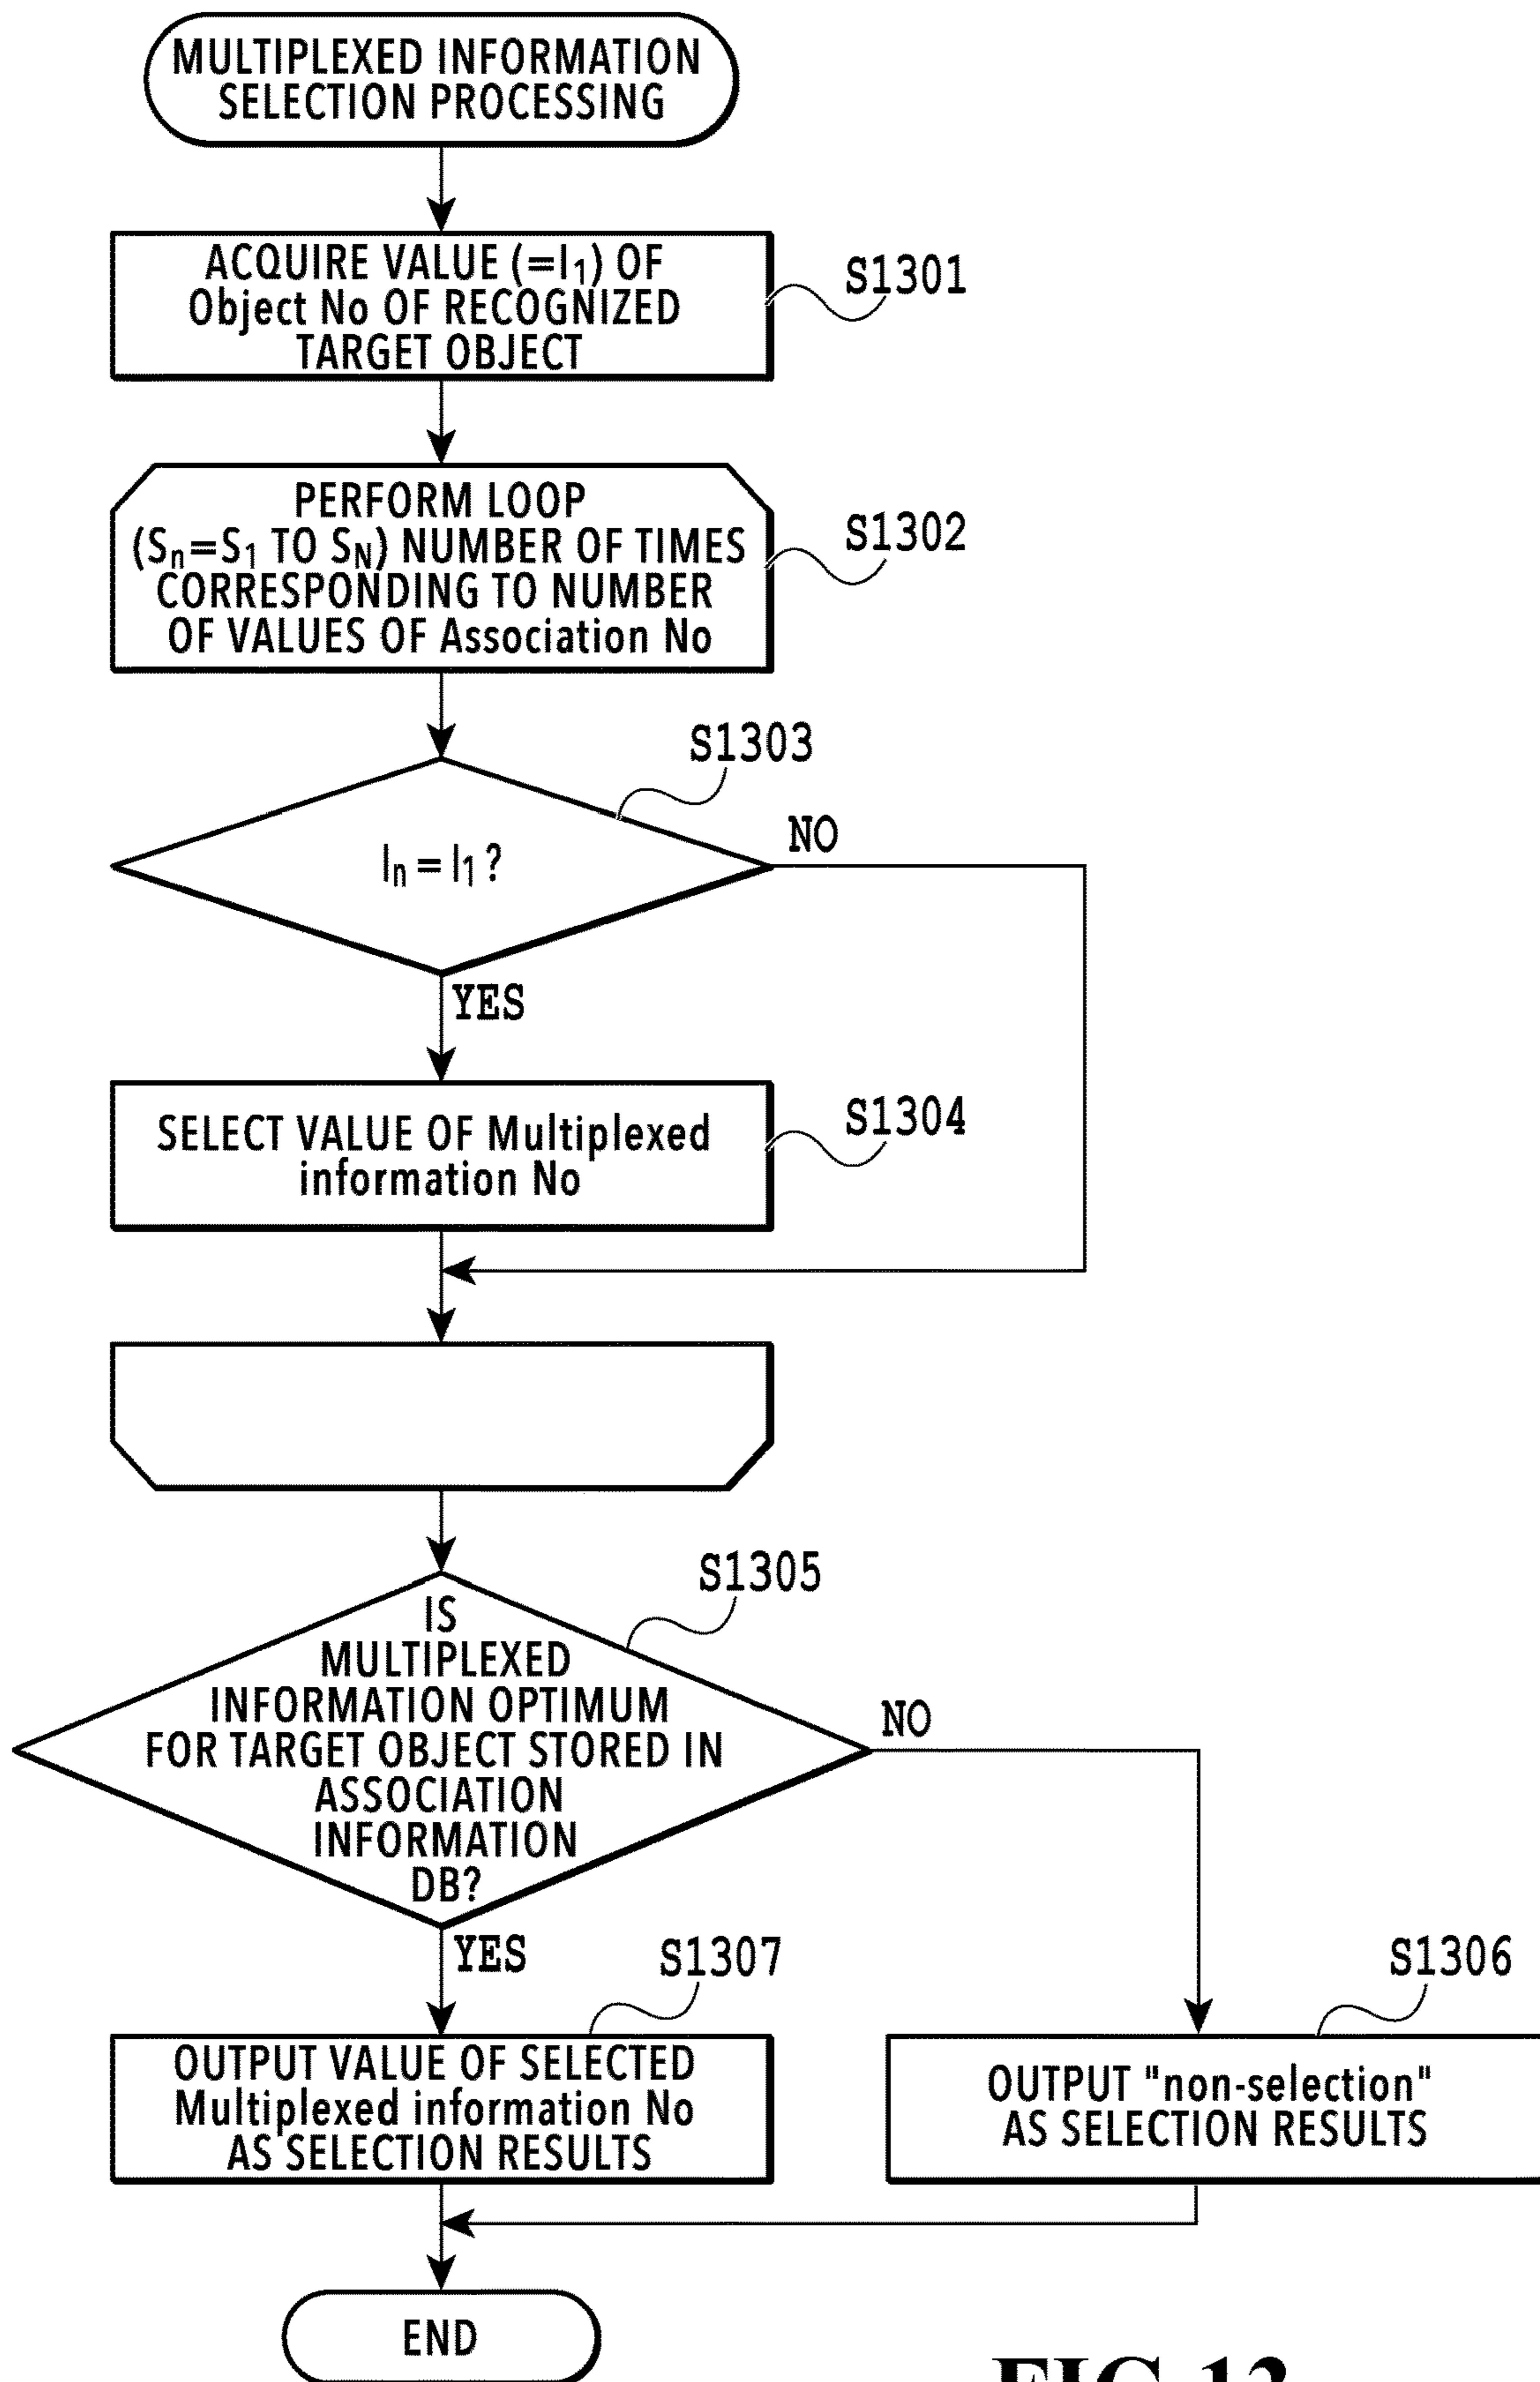 MULTIPLEXED INFORMATION
SELECTION PROCESSING
ACQUIRE VALUE (=I₁) OF
Object No OF RECOGNIZED
TARGET OBJECT
S1301
PERFORM LOOP
(Sₙ=S₁ TO S_N) NUMBER OF TIMES
CORRESPONDING TO NUMBER
OF VALUES OF Association No
S1302
S1303
Iₙ = I₁ ?
NO
YES
SELECT VALUE OF Multiplexed
information No
S1304
S1305
IS
MULTIPLEXED
INFORMATION OPTIMUM
FOR TARGET OBJECT STORED IN
ASSOCIATION
INFORMATION
DB?
NO
YES
S1307
S1306
OUTPUT VALUE OF SELECTED
Multiplexed information No
AS SELECTION RESULTS
OUTPUT "non-selection"
AS SELECTION RESULTS
END